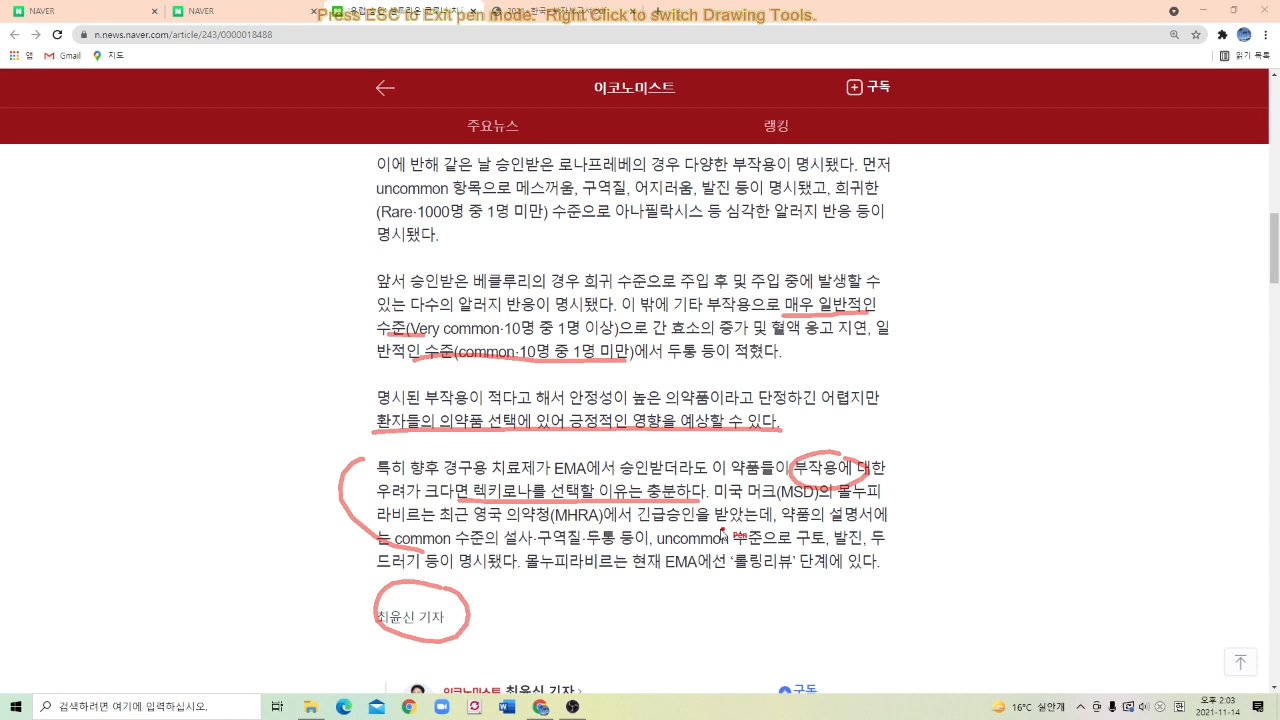 NAVER
NAVER
Press ESC to Exit pen mode. Right Click to switch Drawing Tools.
n.news.naver.com/article/243/0000018488
앱
Gmail
지도
읽기 목록
이코노미스트
구독
주요뉴스
랭킹
이에 반해 같은 날 승인받은 로나프레베의 경우 다양한 부작용이 명시됐다. 먼저
uncommon 항목으로 메스꺼움, 구역질, 어지러움, 발진 등이 명시됐고, 희귀한
(Rare·1000명 중 1명 미만) 수준으로 아나필락시스 등 심각한 알러지 반응 등이
명시됐다.
앞서 승인받은 베클루리의 경우 희귀 수준으로 주입 후 및 주입 중에 발생할 수
있는 다수의 알러지 반응이 명시됐다. 이 밖에 기타 부작용으로 매우 일반적인
수준(Very common·10명 중 1명 이상)으로 간 효소의 증가 및 혈액 응고 지연, 일
반적인 수준(common·10명 중 1명 미만)에서 두통 등이 적혔다.
명시된 부작용이 적다고 해서 안정성이 높은 의약품이라고 단정하긴 어렵지만
환자들의 의약품 선택에 있어 긍정적인 영향을 예상할 수 있다.
특히 향후 경구용 치료제가 EMA에서 승인받더라도 이 약품들이 부작용에 대한
우려가 크다면 렉키로나를 선택할 이유는 충분하다. 미국 머크(MSD)의 몰누피
라비르는 최근 영국 의약청(MHRA)에서 긴급승인을 받았는데, 약품의 설명서에
는 common 수준의 설사·구역질·두통 등이, uncommon 수준으로 구토, 발진, 두
드러기 등이 명시됐다. 몰누피라비르는 현재 EMA에선 ‘롤링리뷰’ 단계에 있다.
Pen
최윤신 기자
이코노미스트 최윤신 기자
구독
검색하려면 여기에 입력하십시오.
16°C 실안개
오후 2:03
2021-11-14